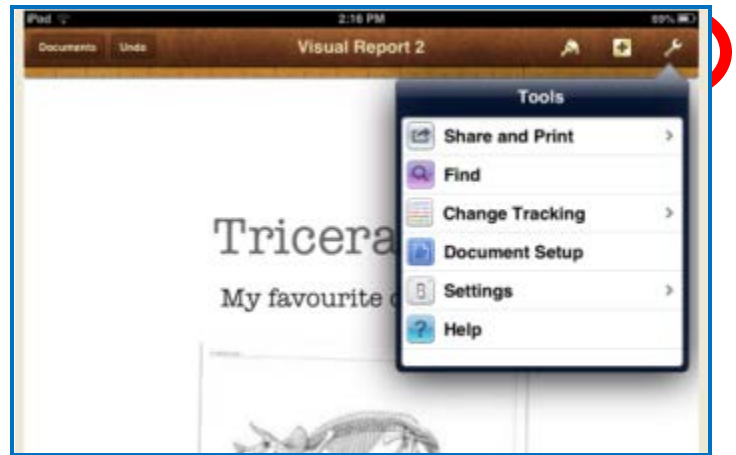 iPad 2:16 PM 89%
Documents Undo Visual Report 2
Tools
Share and Print
Find
Change Tracking
Tricera
Document Setup
My favourite
Settings
Help